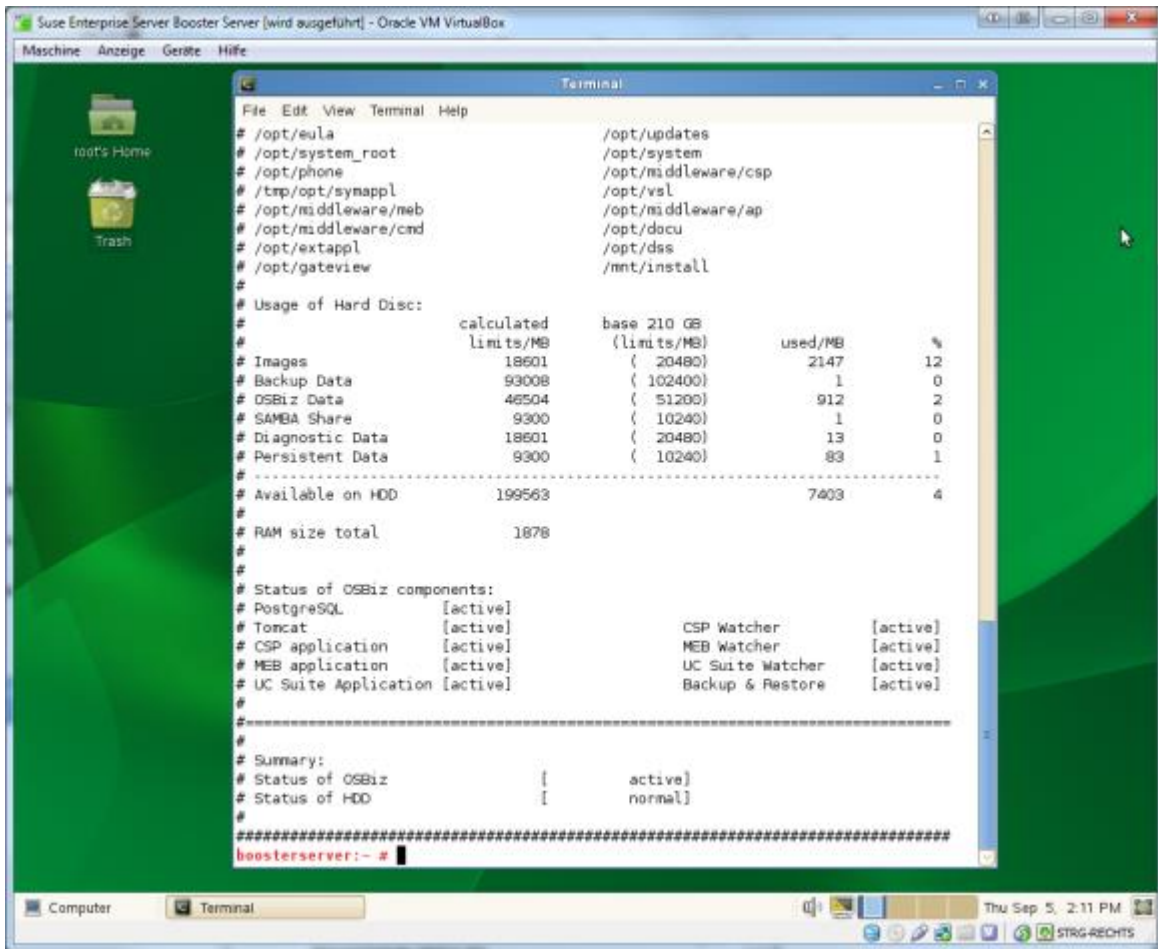 Suse Enterprise Server Booster Server [wird ausgeführt] - Oracle VM VirtualBox
Maschine Anzeige Geräte Hilfe
root's Home
Trash
Terminal
File Edit View Terminal Help
# /opt/eula /opt/updates
# /opt/system_root /opt/system
# /opt/phone /opt/middleware/csp
# /tmp/opt/symappl /opt/vsl
# /opt/middleware/meb /opt/middleware/ap
# /opt/middleware/cmd /opt/docu
# /opt/extappl /opt/dss
# /opt/gateview /mnt/install
#
# Usage of Hard Disc:
# calculated base 210 GB
# limits/MB (limits/MB) used/MB %
# Images 18601 ( 20480) 2147 12
# Backup Data 93008 ( 102400) 1 0
# OSBiz Data 46504 ( 51200) 912 2
# SAMBA Share 9300 ( 10240) 1 0
# Diagnostic Data 18601 ( 20480) 13 0
# Persistent Data 9300 ( 10240) 83 1
# ------------------------------------------------------------------------------
# Available on HDD 199563 7403 4
#
# RAM size total 1878
#
#
# Status of OSBiz components:
# PostgreSQL [active]
# Tomcat [active] CSP Watcher [active]
# CSP application [active] MEB Watcher [active]
# MEB application [active] UC Suite Watcher [active]
# UC Suite Application [active] Backup & Restore [active]
#
#===============================================================================
#
# Summary:
# Status of OSBiz [ active]
# Status of HDD [ normal]
#
################################################################################
boosterserver:~ #
Computer Terminal Thu Sep 5, 2:11 PM
STRG-RECHTS